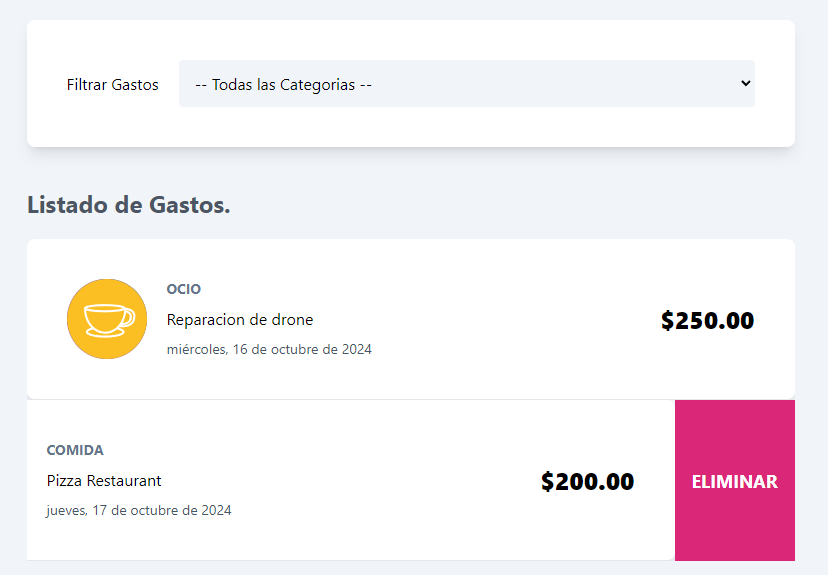 Filtrar Gastos
-- Todas las Categorias --
Listado de Gastos.
OCIO
Reparacion de drone
miércoles, 16 de octubre de 2024
$250.00
COMIDA
Pizza Restaurant
jueves, 17 de octubre de 2024
$200.00
ELIMINAR